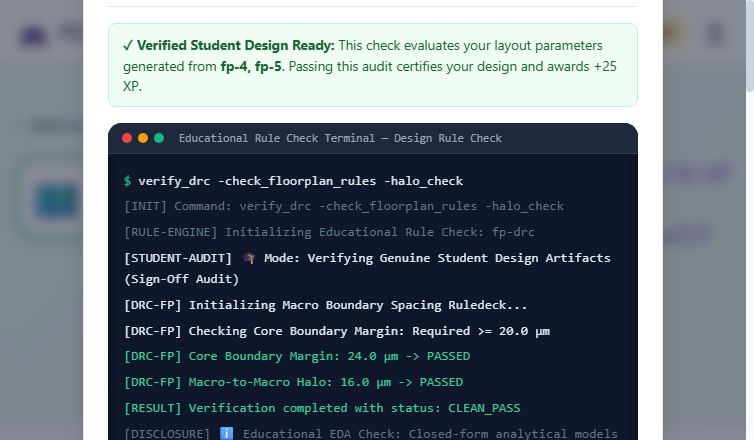 ✓ Verified Student Design Ready: This check evaluates your layout parameters
generated from fp-4, fp-5. Passing this audit certifies your design and awards +25
XP.
Educational Rule Check Terminal — Design Rule Check
$ verify_drc -check_floorplan_rules -halo_check
[INIT] Command: verify_drc -check_floorplan_rules -halo_check
[RULE-ENGINE] Initializing Educational Rule Check: fp-drc
[STUDENT-AUDIT] 🎓 Mode: Verifying Genuine Student Design Artifacts
(Sign-Off Audit)
[DRC-FP] Initializing Macro Boundary Spacing Ruledeck...
[DRC-FP] Checking Core Boundary Margin: Required >= 20.0 µm
[DRC-FP] Core Boundary Margin: 24.0 µm -> PASSED
[DRC-FP] Macro-to-Macro Halo: 16.0 µm -> PASSED
[RESULT] Verification completed with status: CLEAN_PASS
[DISCLOSURE] ℹ️ Educational EDA Check: Closed-form analytical models